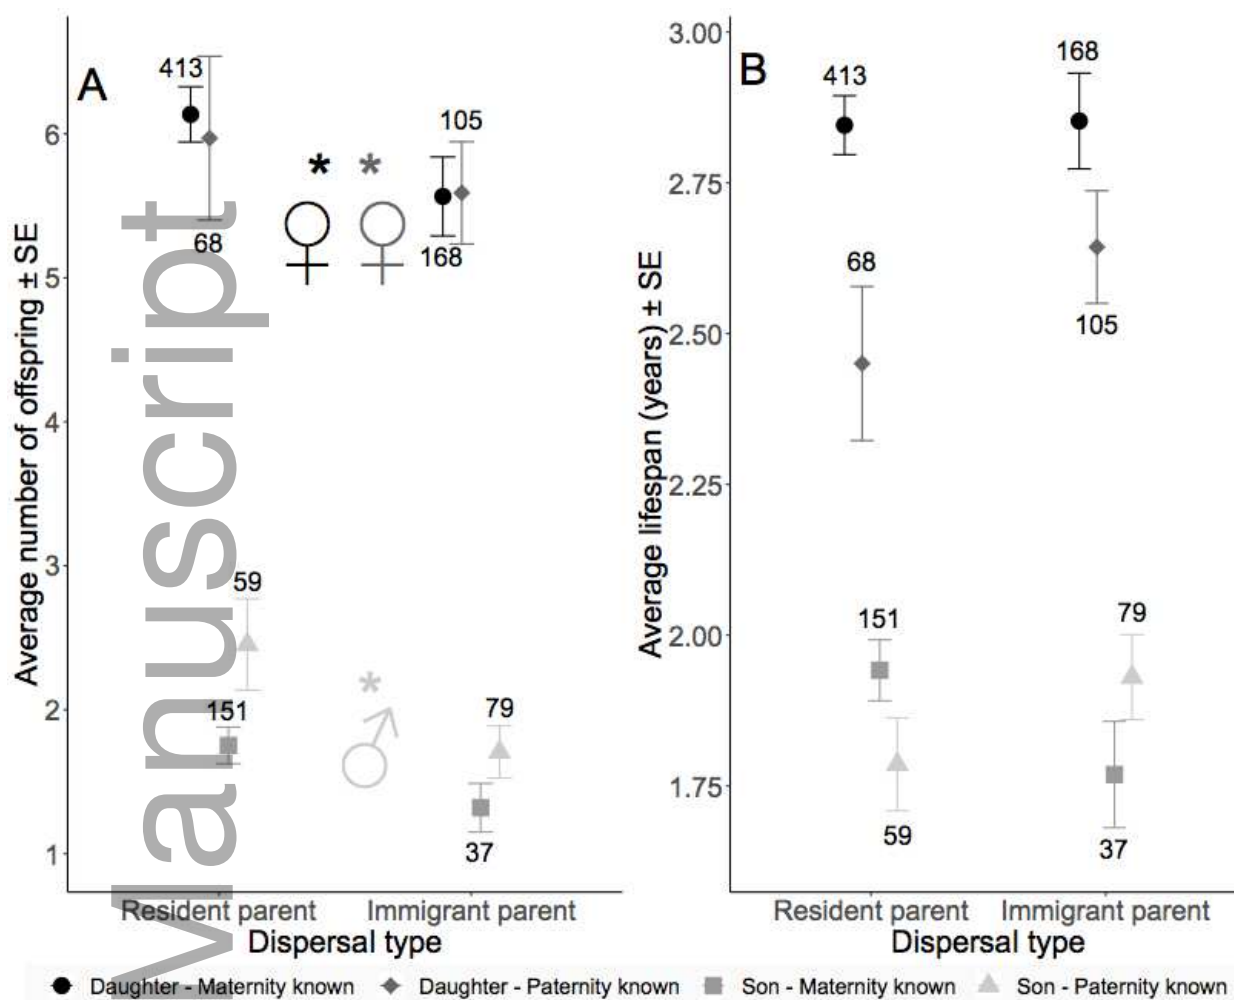 A
B
Average number of offspring ± SE
6
5
4
3
2
1
413
68
105
168
* *
59
151
*
79
37
Resident parent
Immigrant parent
Dispersal type
Average lifespan (years) ± SE
3.00
2.75
2.50
2.25
2.00
1.75
413
168
68
105
151
59
79
37
Resident parent
Immigrant parent
Dispersal type
Daughter - Maternity known
Daughter - Paternity known
Son - Maternity known
Son - Paternity known
Manuscript